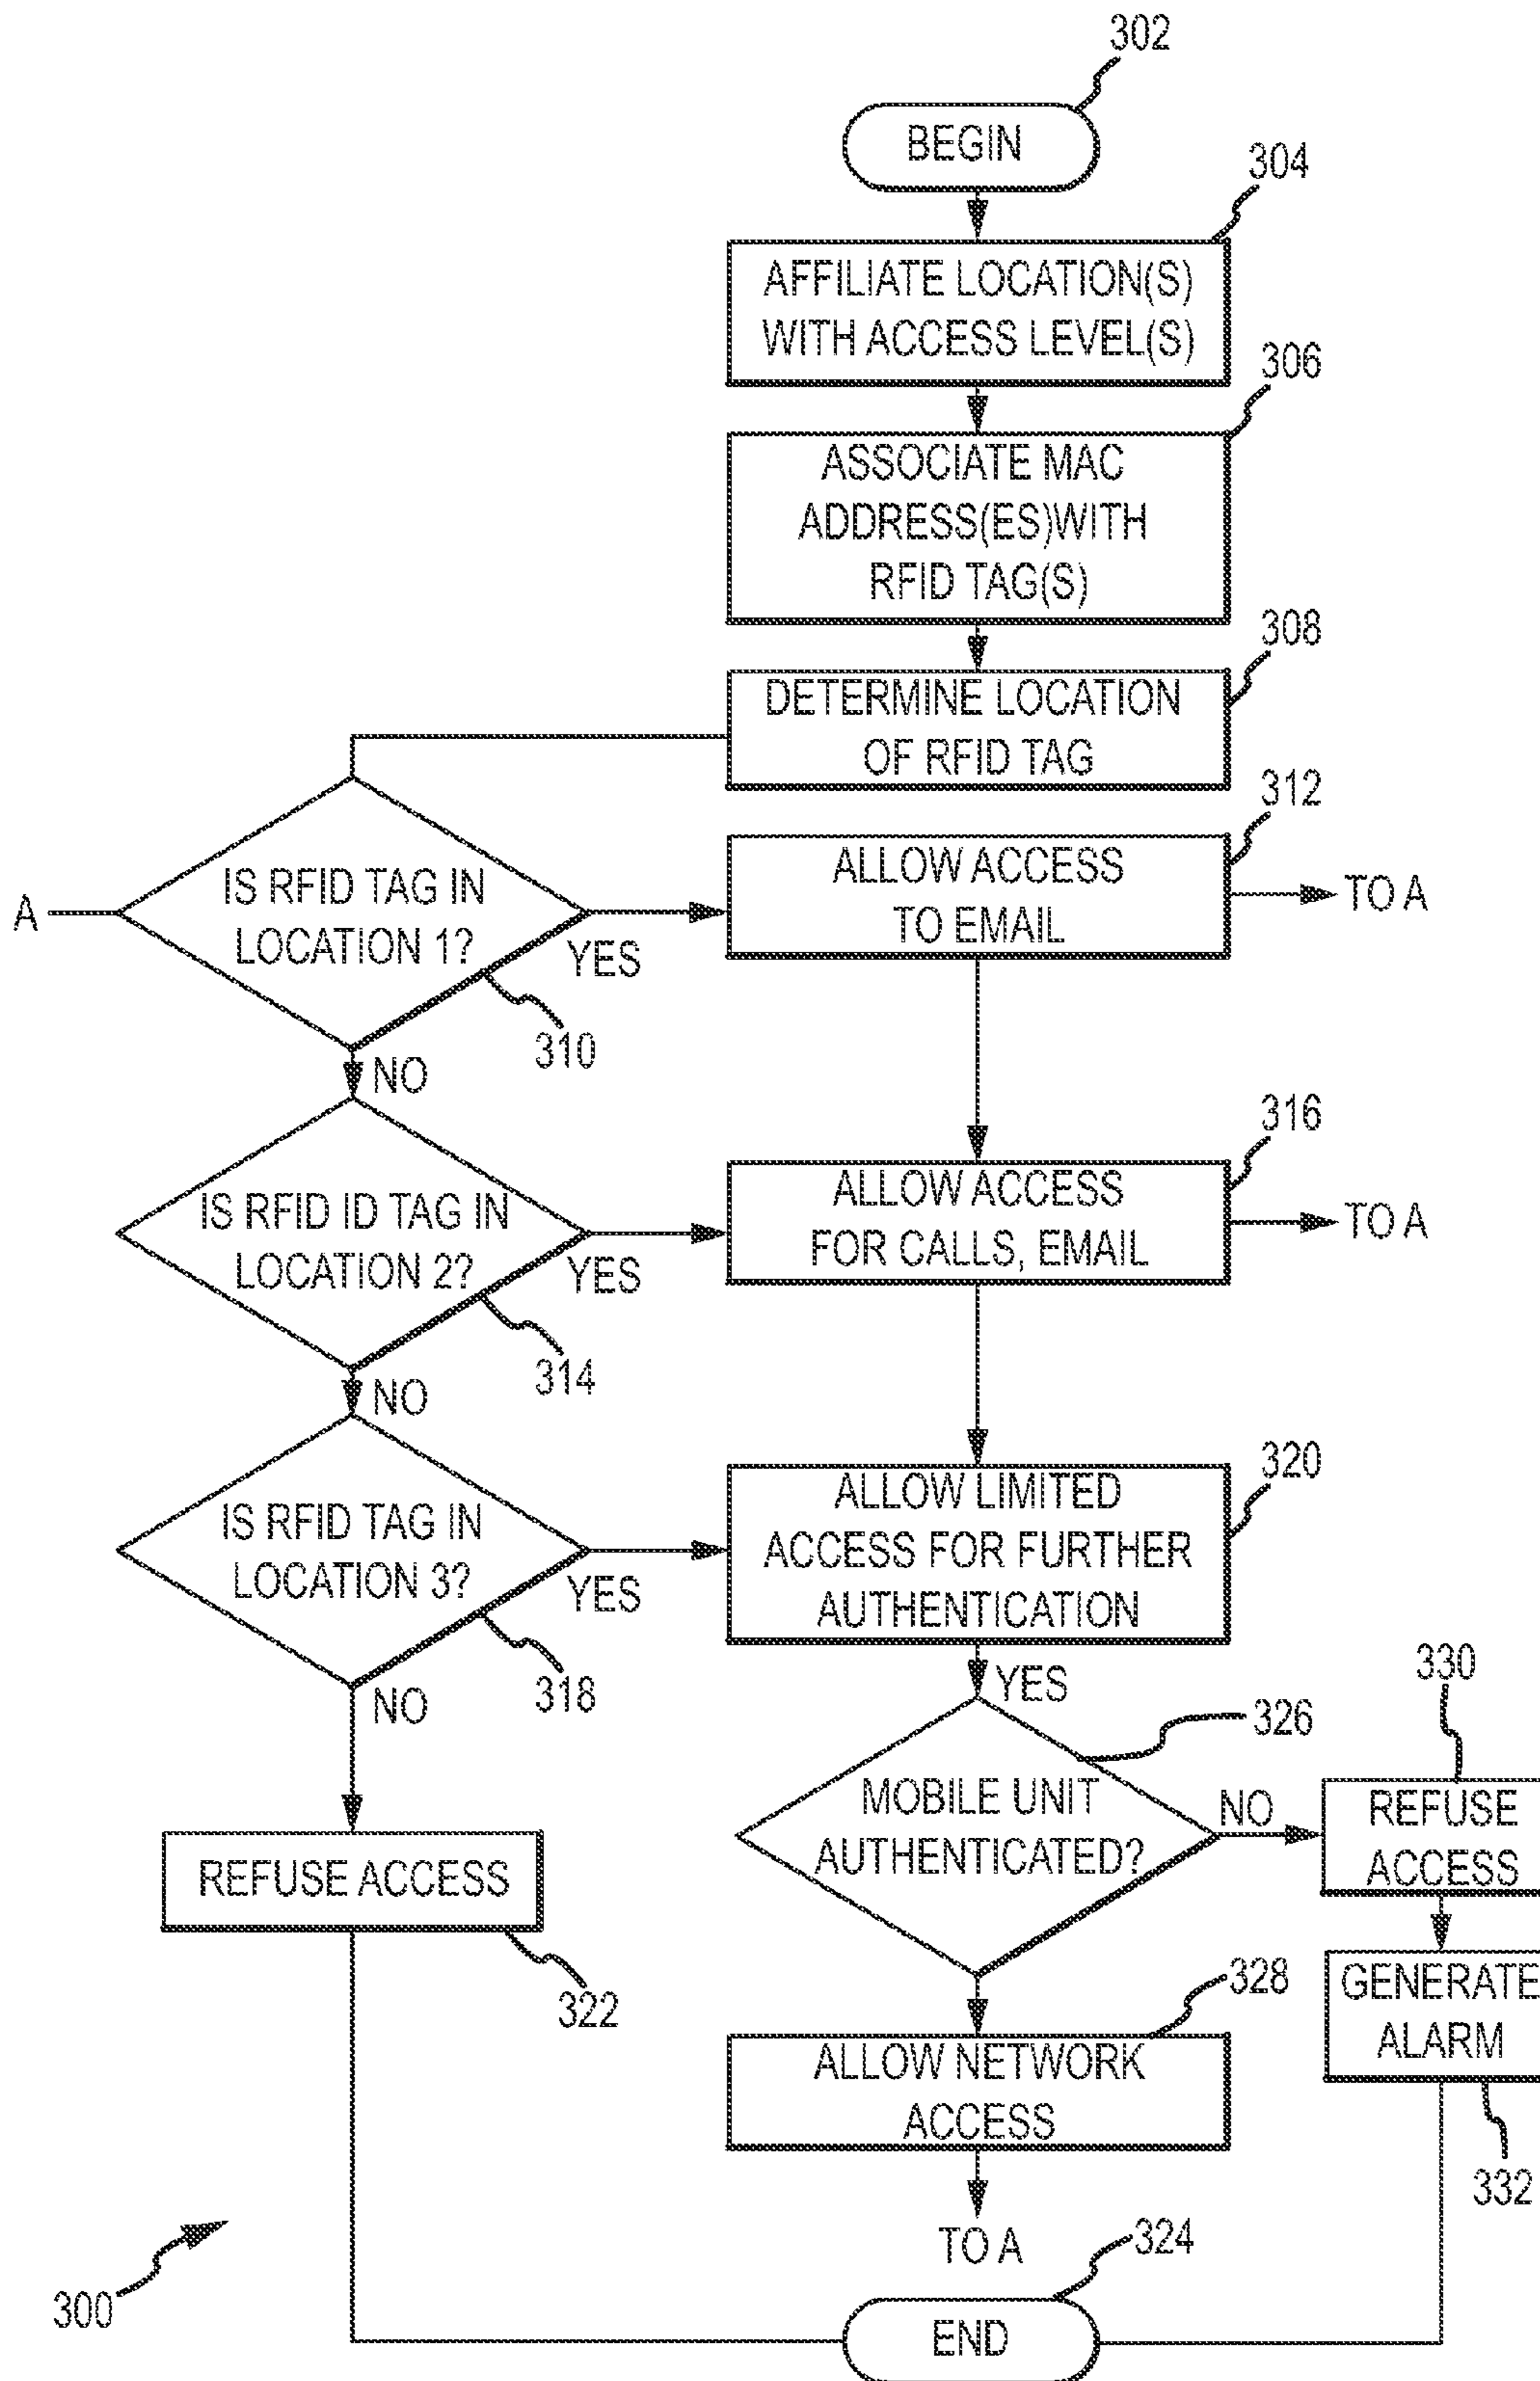 302
BEGIN
304
AFFILIATE LOCATION(S)
WITH ACCESS LEVEL(S)
306
ASSOCIATE MAC
ADDRESS(ES)WITH
RFID TAG(S)
308
DETERMINE LOCATION
OF RFID TAG
312
A
IS RFID TAG IN
LOCATION 1?
YES
ALLOW ACCESS
TO EMAIL
TO A
310
NO
316
IS RFID ID TAG IN
LOCATION 2?
YES
ALLOW ACCESS
FOR CALLS, EMAIL
TO A
314
NO
320
IS RFID TAG IN
LOCATION 3?
YES
ALLOW LIMITED
ACCESS FOR FURTHER
AUTHENTICATION
318
NO
YES
330
326
MOBILE UNIT
AUTHENTICATED?
NO
REFUSE
ACCESS
REFUSE ACCESS
322
328
GENERATE
ALARM
332
ALLOW NETWORK
ACCESS
TO A
324
300
END